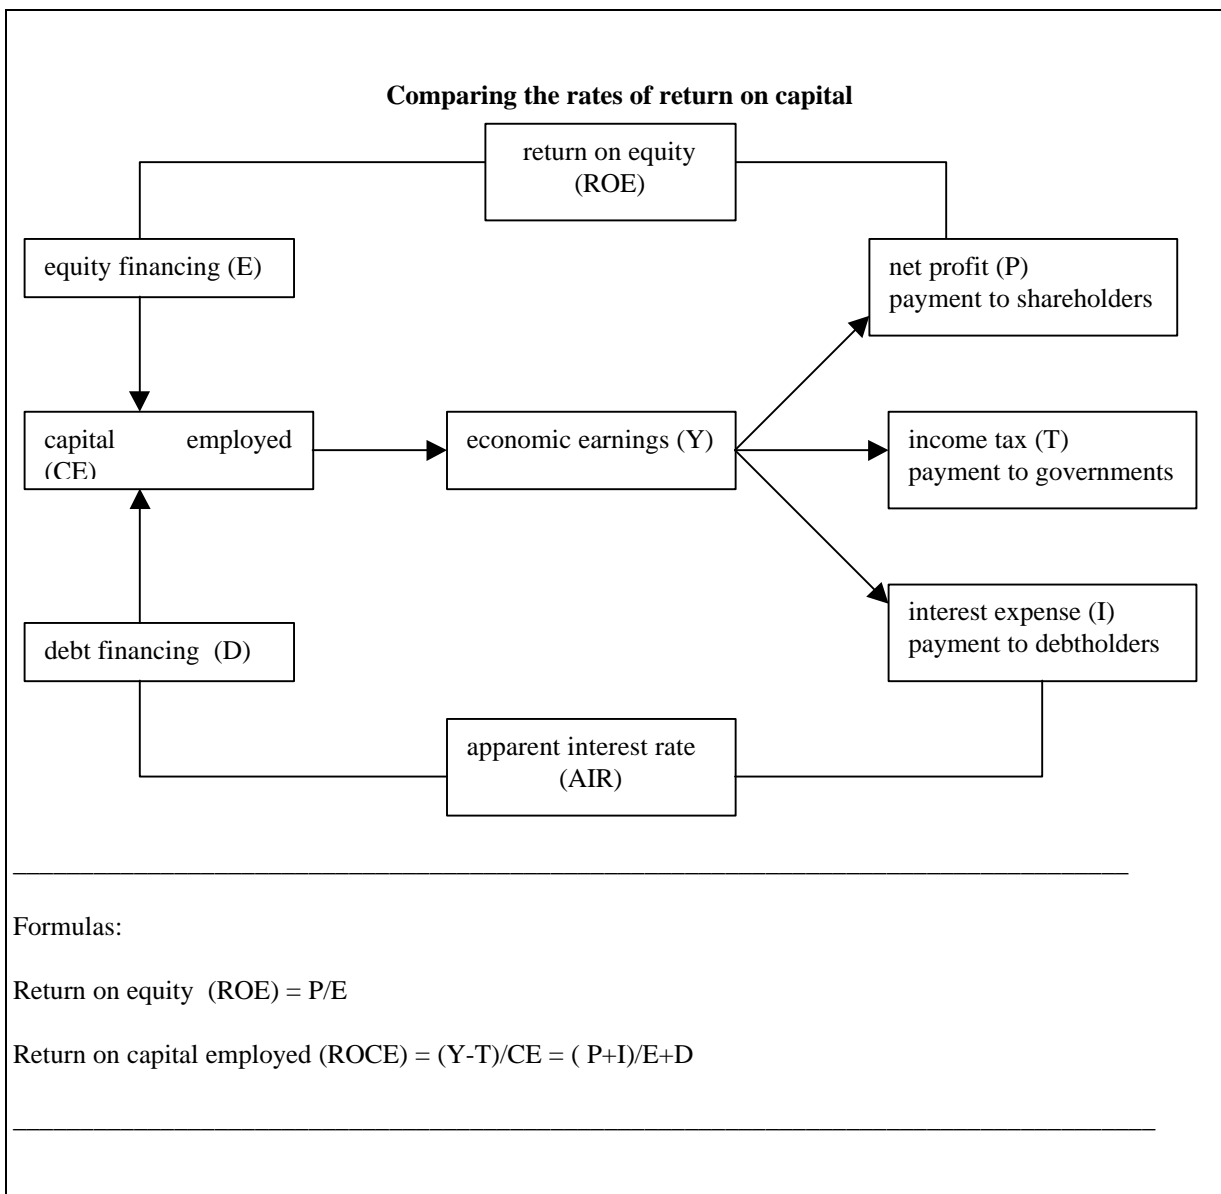 Comparing the rates of return on capital
return on equity
(ROE)
equity financing (E)
net profit (P)
payment to shareholders
capital employed
(CE)
economic earnings (Y)
income tax (T)
payment to governments
interest expense (I)
payment to debtholders
debt financing (D)
apparent interest rate
(AIR)
Formulas:
Return on equity (ROE) = P/E
Return on capital employed (ROCE) = (Y-T)/CE = ( P+I)/E+D